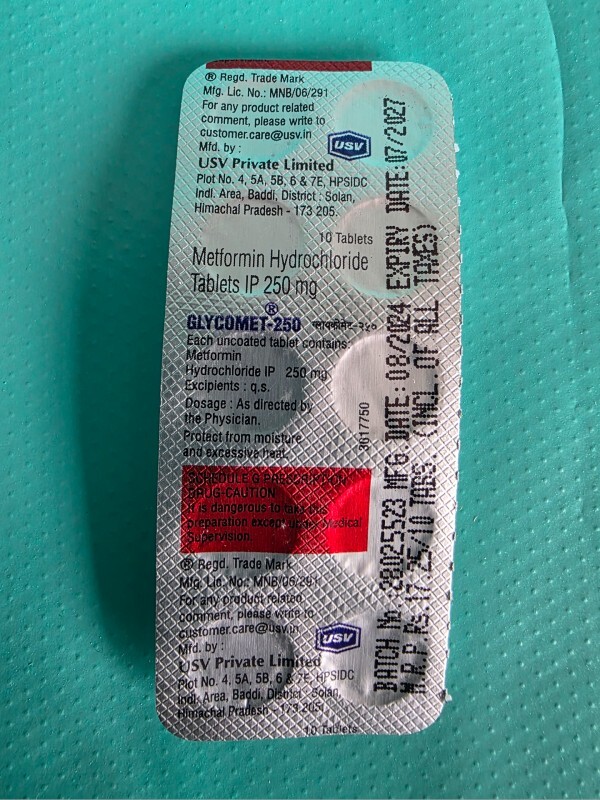 ® Regd. Trade Mark
Mfg. Lic. No.: MNB/06/291
For any product related
comment, please write to
customer.care@usv.in
Mfd. by :
USV
USV Private Limited
Plot No. 4, 5A, 5B, 6 & 7E, HPSIDC
Indl. Area, Baddi, District : Solan,
Himachal Pradesh - 173 205.
10 Tablets
Metformin Hydrochloride
Tablets IP 250 mg
GLYCOMET-250® ग्लायकोमेट-२५०
Each uncoated tablet contains:
Metformin
Hydrochloride IP 250 mg
Excipients : q.s.
Dosage : As directed by
the Physician.
Protect from moisture
and excessive heat.
3617750
SCHEDULE G PRESCRIPTION
DRUG-CAUTION
It is dangerous to take this
preparation except under Medical
Supervision.
® Regd. Trade Mark
Mfg. Lic. No.: MNB/06/291
For any product related
comment, please write to
customer.care@usv.in
Mfd. by :
USV
USV Private Limited
Plot No. 4, 5A, 5B, 6 & 7E, HPSIDC
Indl. Area, Baddi, District : Solan,
Himachal Pradesh - 173 205.
10 Tablets
BATCH No 28025523 MFG DATE:08/2024 EXPIRY DATE:07/2027
M.R.P. Rs.17.25/10 TABS. (INCL. OF ALL TAXES)